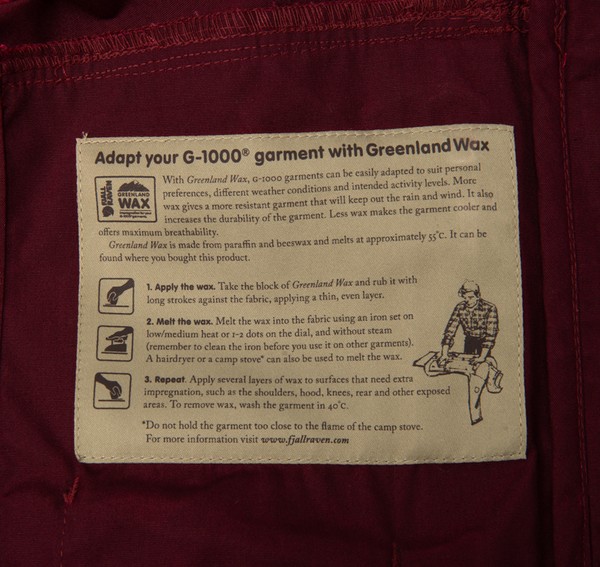 Adapt your G-1000® garment with Greenland Wax
FJÄLL
RÄVEN
GREENLAND
WAX
With Greenland Wax, G-1000 garments can be easily adapted to suit personal
preferences, different weather conditions and intended activity levels. More
wax gives a more resistant garment that will keep out the rain and wind. It also
increases the durability of the garment. Less wax makes the garment cooler and
offers maximum breathability.
Greenland Wax is made from paraffin and beeswax and melts at approximately 55°C. It can be
found where you bought this product.
1. Apply the wax. Take the block of Greenland Wax and rub it with
long strokes against the fabric, applying a thin, even layer.
2. Melt the wax. Melt the wax into the fabric using an iron set on
low/medium heat or 1-2 dots on the dial, and without steam
(remember to clean the iron before you use it on other garments).
A hairdryer or a camp stove* can also be used to melt the wax.
3. Repeat. Apply several layers of wax to surfaces that need extra
impregnation, such as the shoulders, hood, knees, rear and other exposed
areas. To remove wax, wash the garment in 40°C.
*Do not hold the garment too close to the flame of the camp stove.
For more information visit www.fjallraven.com